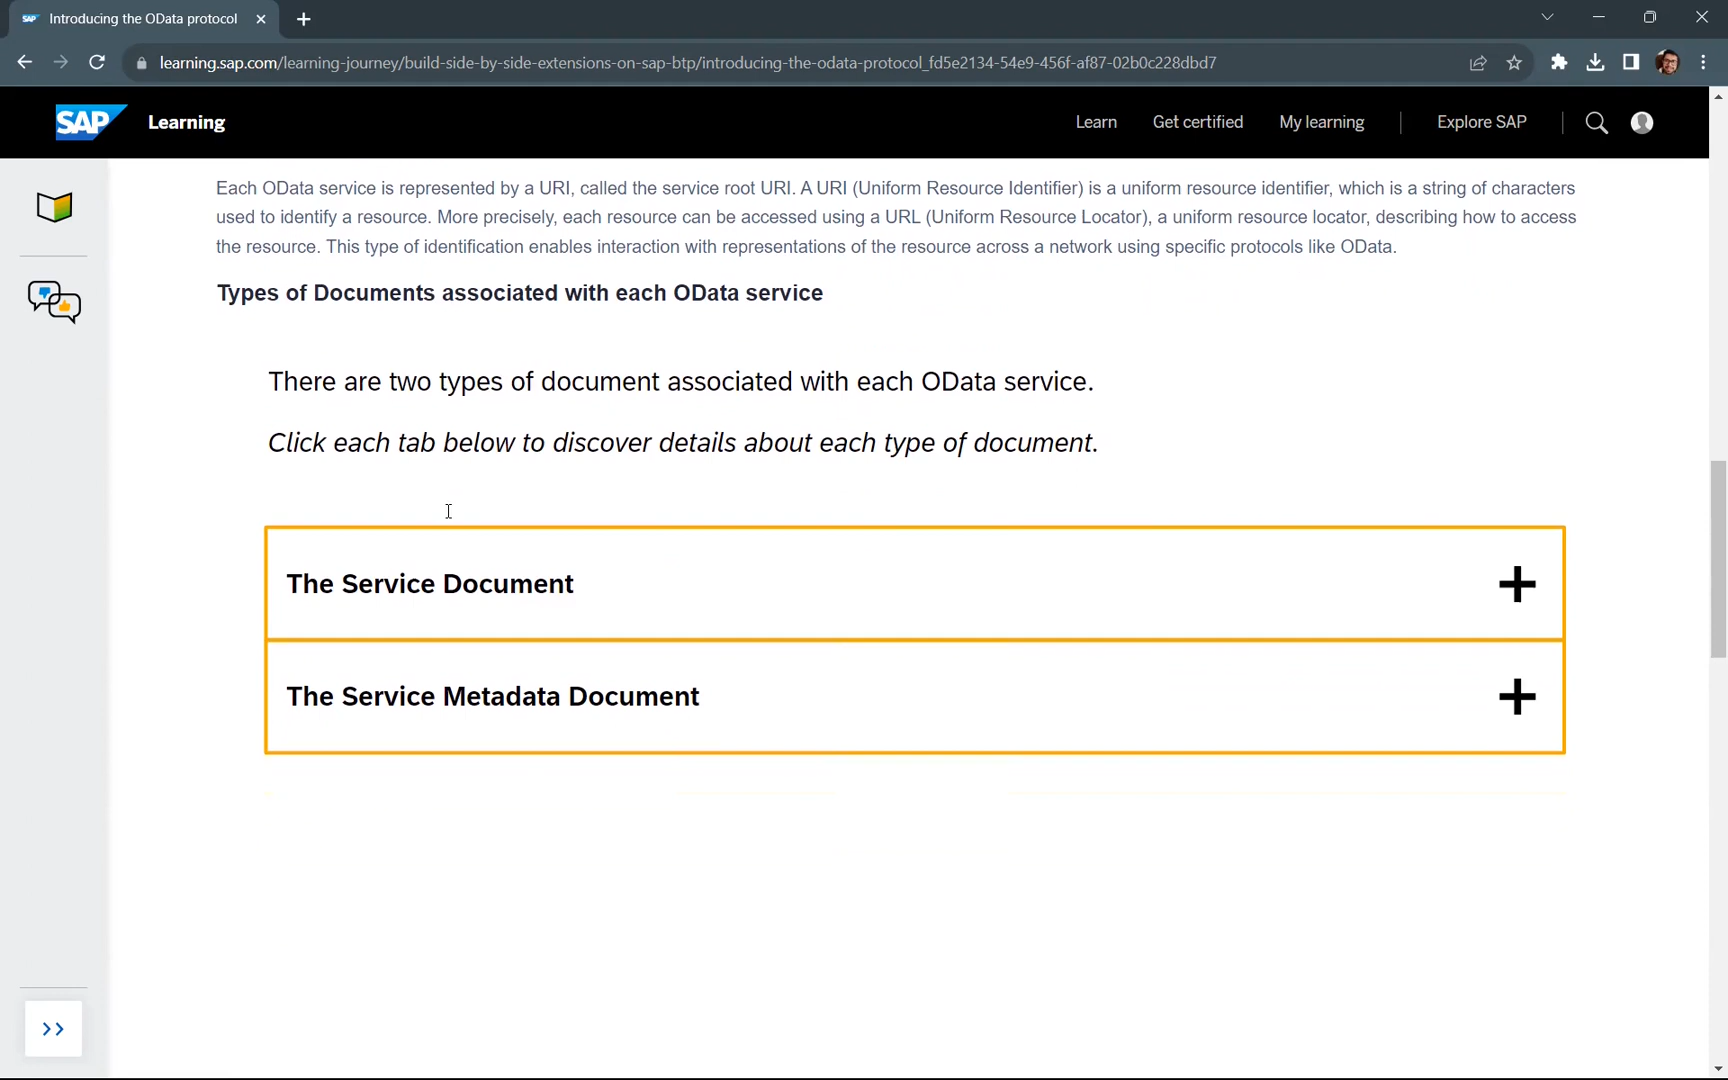 Introducing the OData protocol
learning.sap.com/learning-journey/build-side-by-side-extensions-on-sap-btp/introducing-the-odata-protocol_fd5e2134-54e9-456f-af87-02b0c228dbd7
SAP Learning Learn Get certified My learning Explore SAP
Each OData service is represented by a URI, called the service root URI. A URI (Uniform Resource Identifier) is a uniform resource identifier, which is a string of characters
used to identify a resource. More precisely, each resource can be accessed using a URL (Uniform Resource Locator), a uniform resource locator, describing how to access
the resource. This type of identification enables interaction with representations of the resource across a network using specific protocols like OData.
Types of Documents associated with each OData service
There are two types of document associated with each OData service.
Click each tab below to discover details about each type of document.
The Service Document
The Service Metadata Document